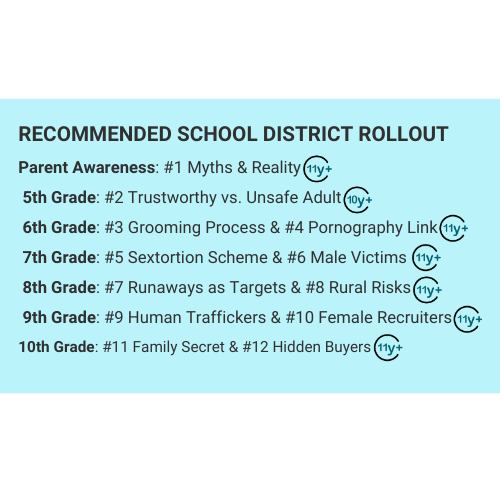 RECOMMENDED SCHOOL DISTRICT ROLLOUT
Parent Awareness: #1 Myths & Reality 11y+
5th Grade: #2 Trustworthy vs. Unsafe Adult 10y+
6th Grade: #3 Grooming Process & #4 Pornography Link 11y+
7th Grade: #5 Sextortion Scheme & #6 Male Victims 11y+
8th Grade: #7 Runaways as Targets & #8 Rural Risks 11y+
9th Grade: #9 Human Traffickers & #10 Female Recruiters 11y+
10th Grade: #11 Family Secret & #12 Hidden Buyers 11y+